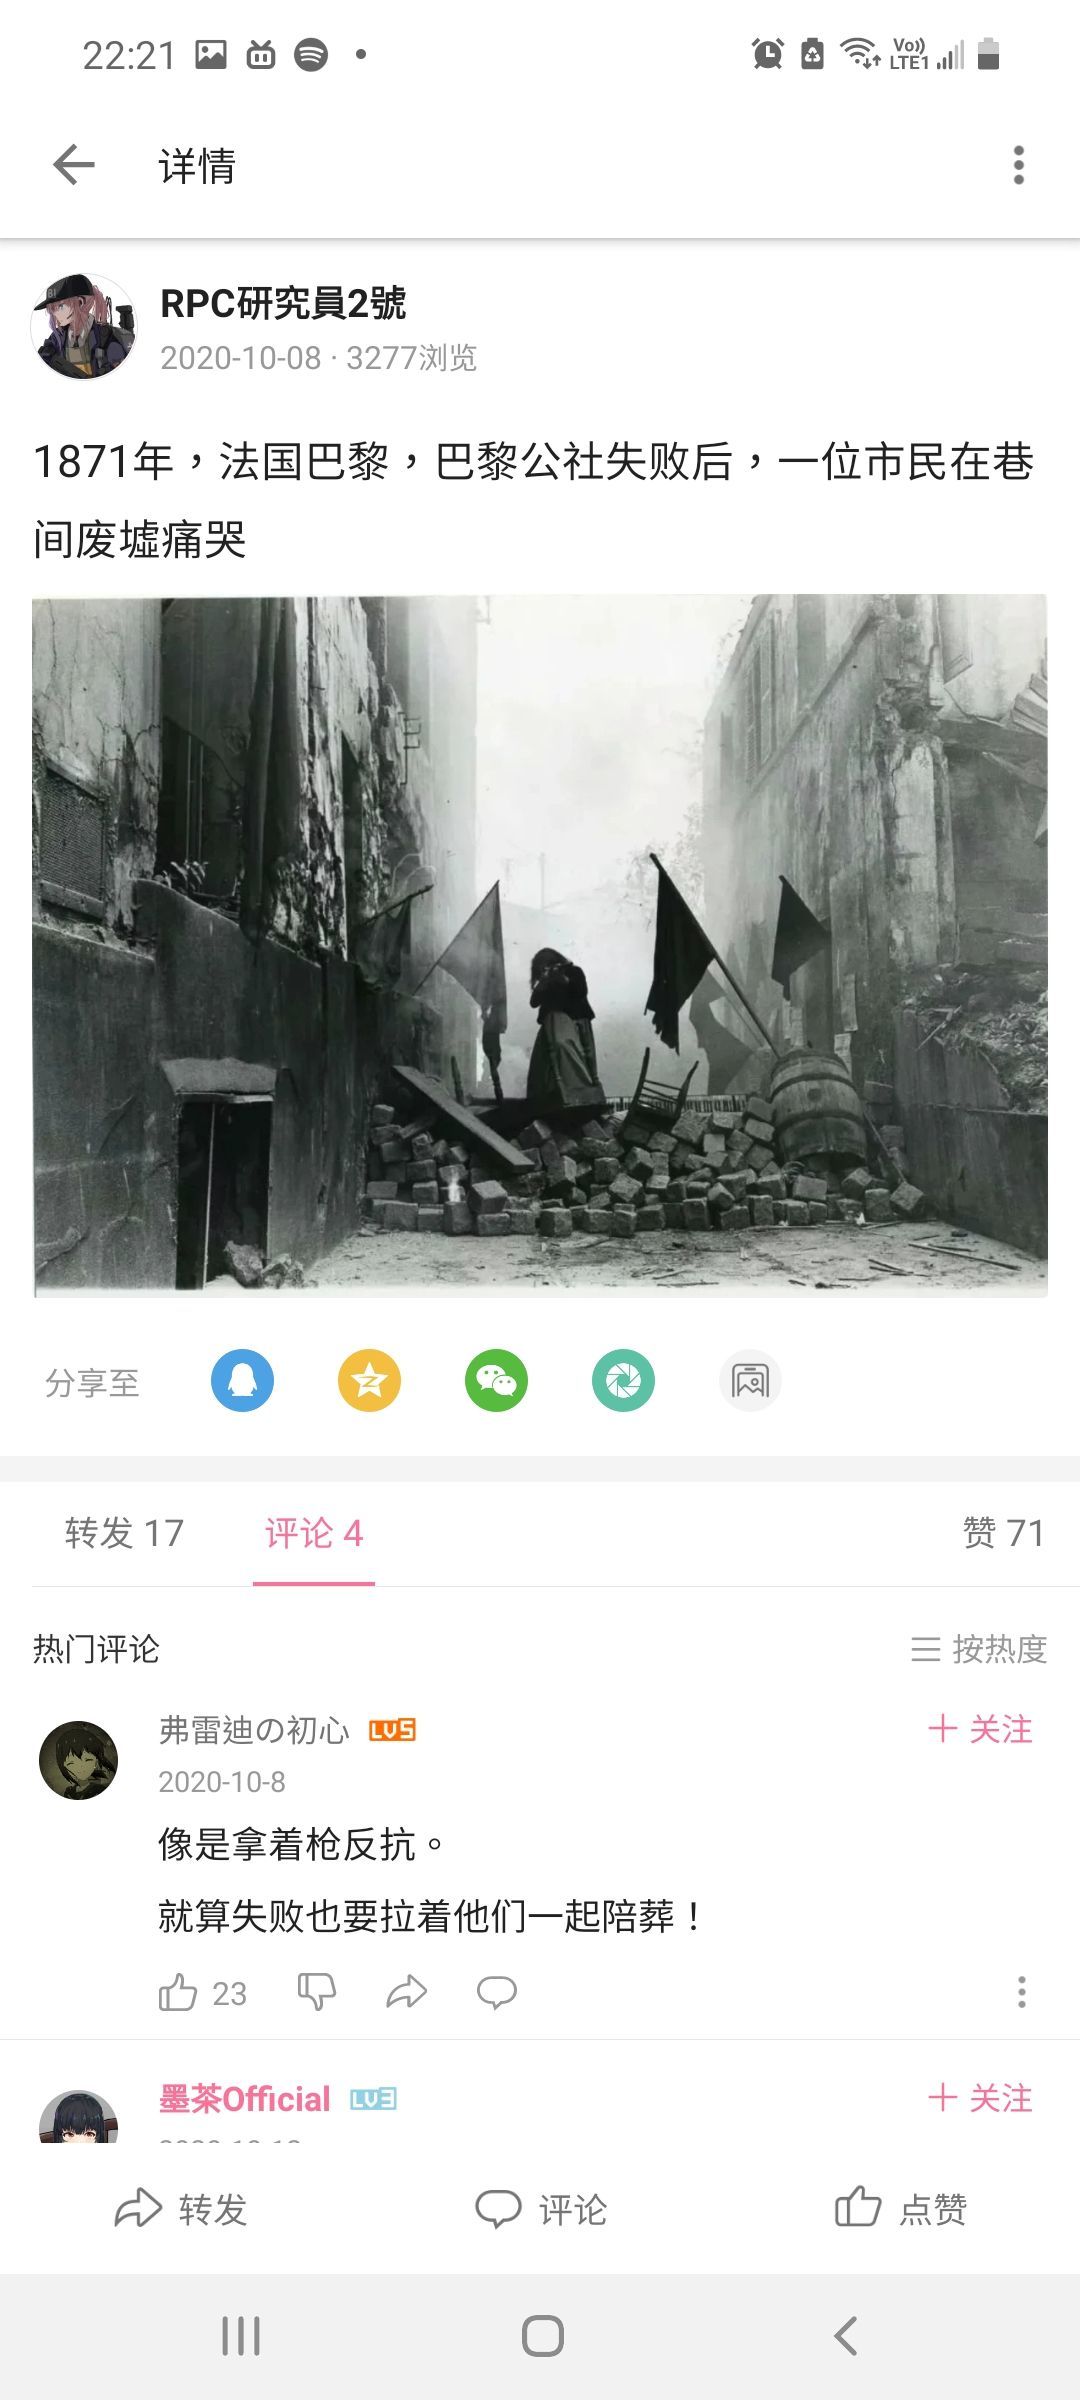 22:21
Vo))
LTE1
详情
RPC研究員2號
2020-10-08 · 3277浏览
1871年，法国巴黎，巴黎公社失败后，一位市民在巷
间废墟痛哭
分享至
转发 17
评论 4
赞 71
热门评论
按热度
弗雷迪の初心 LV5
关注
2020-10-8
像是拿着枪反抗。
就算失败也要拉着他们一起陪葬！
23
墨茶Official LV3
关注
转发
评论
点赞